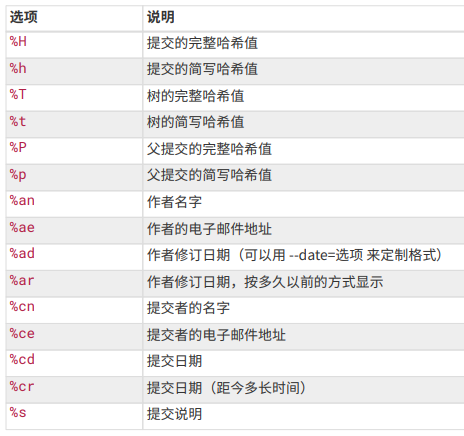 选项 说明
%H 提交的完整哈希值
%h 提交的简写哈希值
%T 树的完整哈希值
%t 树的简写哈希值
%P 父提交的完整哈希值
%p 父提交的简写哈希值
%an 作者名字
%ae 作者的电子邮件地址
%ad 作者修订日期（可以用 --date=选项 来定制格式）
%ar 作者修订日期，按多久以前的方式显示
%cn 提交者的名字
%ce 提交者的电子邮件地址
%cd 提交日期
%cr 提交日期（距今多长时间）
%s 提交说明